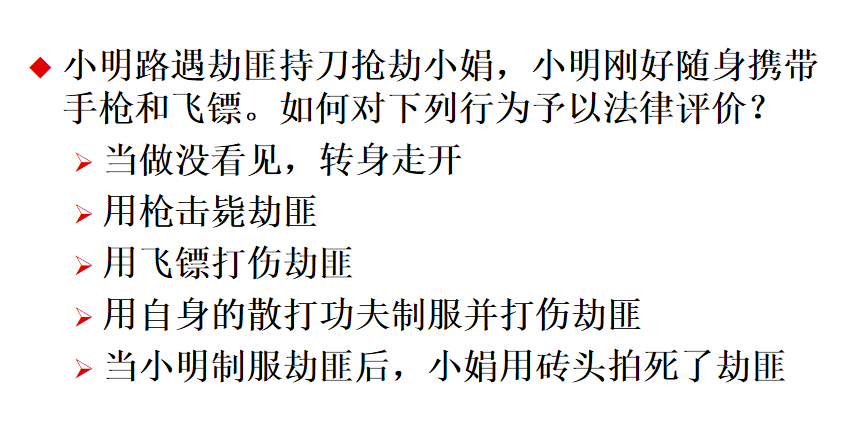 小明路遇劫匪持刀抢劫小娟，小明刚好随身携带
手枪和飞镖。如何对下列行为予以法律评价？
当做没看见，转身走开
用枪击毙劫匪
用飞镖打伤劫匪
用自身的散打功夫制服并打伤劫匪
当小明制服劫匪后，小娟用砖头拍死了劫匪